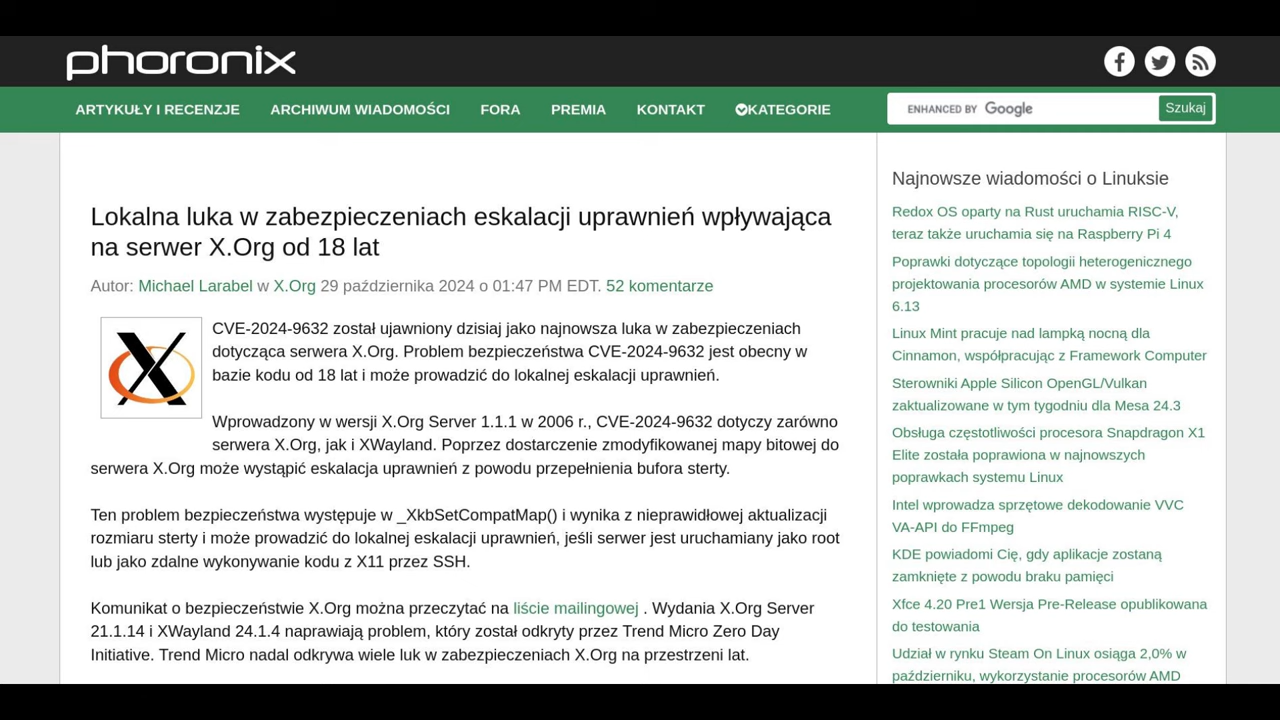 phoronix
ARTYKUŁY I RECENZJE ARCHIWUM WIADOMOŚCI FORA PREMIA KONTAKT KATEGORIE ENHANCED BY Google Szukaj
Lokalna luka w zabezpieczeniach eskalacji uprawnień wpływająca
na serwer X.Org od 18 lat
Autor: Michael Larabel w X.Org 29 października 2024 o 01:47 PM EDT. 52 komentarze
CVE-2024-9632 został ujawniony dzisiaj jako najnowsza luka w zabezpieczeniach
dotycząca serwera X.Org. Problem bezpieczeństwa CVE-2024-9632 jest obecny w
bazie kodu od 18 lat i może prowadzić do lokalnej eskalacji uprawnień.
Wprowadzony w wersji X.Org Server 1.1.1 w 2006 r., CVE-2024-9632 dotyczy zarówno
serwera X.Org, jak i XWayland. Poprzez dostarczenie zmodyfikowanej mapy bitowej do
serwera X.Org może wystąpić eskalacja uprawnień z powodu przepełnienia bufora sterty.
Ten problem bezpieczeństwa występuje w _XkbSetCompatMap() i wynika z nieprawidłowej aktualizacji
rozmiaru sterty i może prowadzić do lokalnej eskalacji uprawnień, jeśli serwer jest uruchamiany jako root
lub jako zdalne wykonywanie kodu z X11 przez SSH.
Komunikat o bezpieczeństwie X.Org można przeczytać na liście mailingowej . Wydania X.Org Server
21.1.14 i XWayland 24.1.4 naprawiają problem, który został odkryty przez Trend Micro Zero Day
Initiative. Trend Micro nadal odkrywa wiele luk w zabezpieczeniach X.Org na przestrzeni lat.
Najnowsze wiadomości o Linuksie
Redox OS oparty na Rust uruchamia RISC-V,
teraz także uruchamia się na Raspberry Pi 4
Poprawki dotyczące topologii heterogenicznego
projektowania procesorów AMD w systemie Linux
6.13
Linux Mint pracuje nad lampką nocną dla
Cinnamon, współpracując z Framework Computer
Sterowniki Apple Silicon OpenGL/Vulkan
zaktualizowane w tym tygodniu dla Mesa 24.3
Obsługa częstotliwości procesora Snapdragon X1
Elite została poprawiona w najnowszych
poprawkach systemu Linux
Intel wprowadza sprzętowe dekodowanie VVC
VA-API do FFmpeg
KDE powiadomi Cię, gdy aplikacje zostaną
zamknięte z powodu braku pamięci
Xfce 4.20 Pre1 Wersja Pre-Release opublikowana
do testowania
Udział w rynku Steam On Linux osiąga 2,0% w
październiku, wykorzystanie procesorów AMD